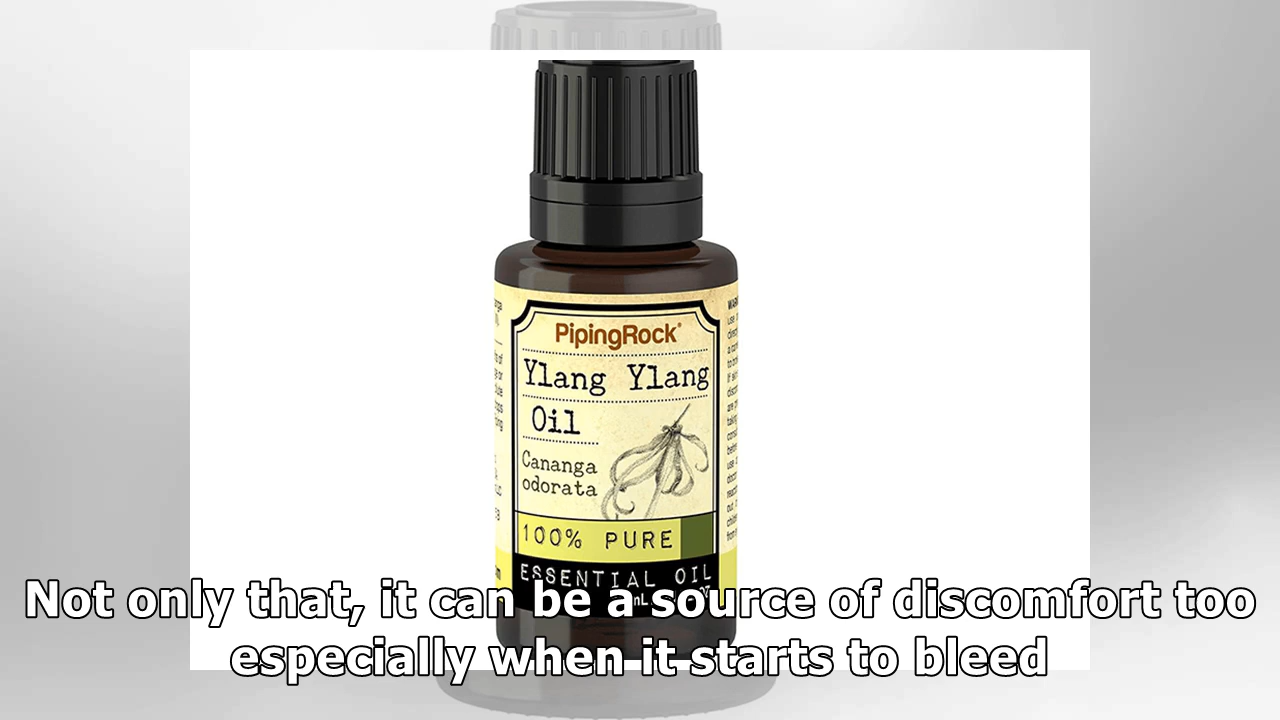 PipingRock®
Ylang Ylang
Oil
Cananga
odorata
100% PURE
ESSENTIAL OIL
Not only that, it can be a source of discomfort too
especially when it starts to bleed